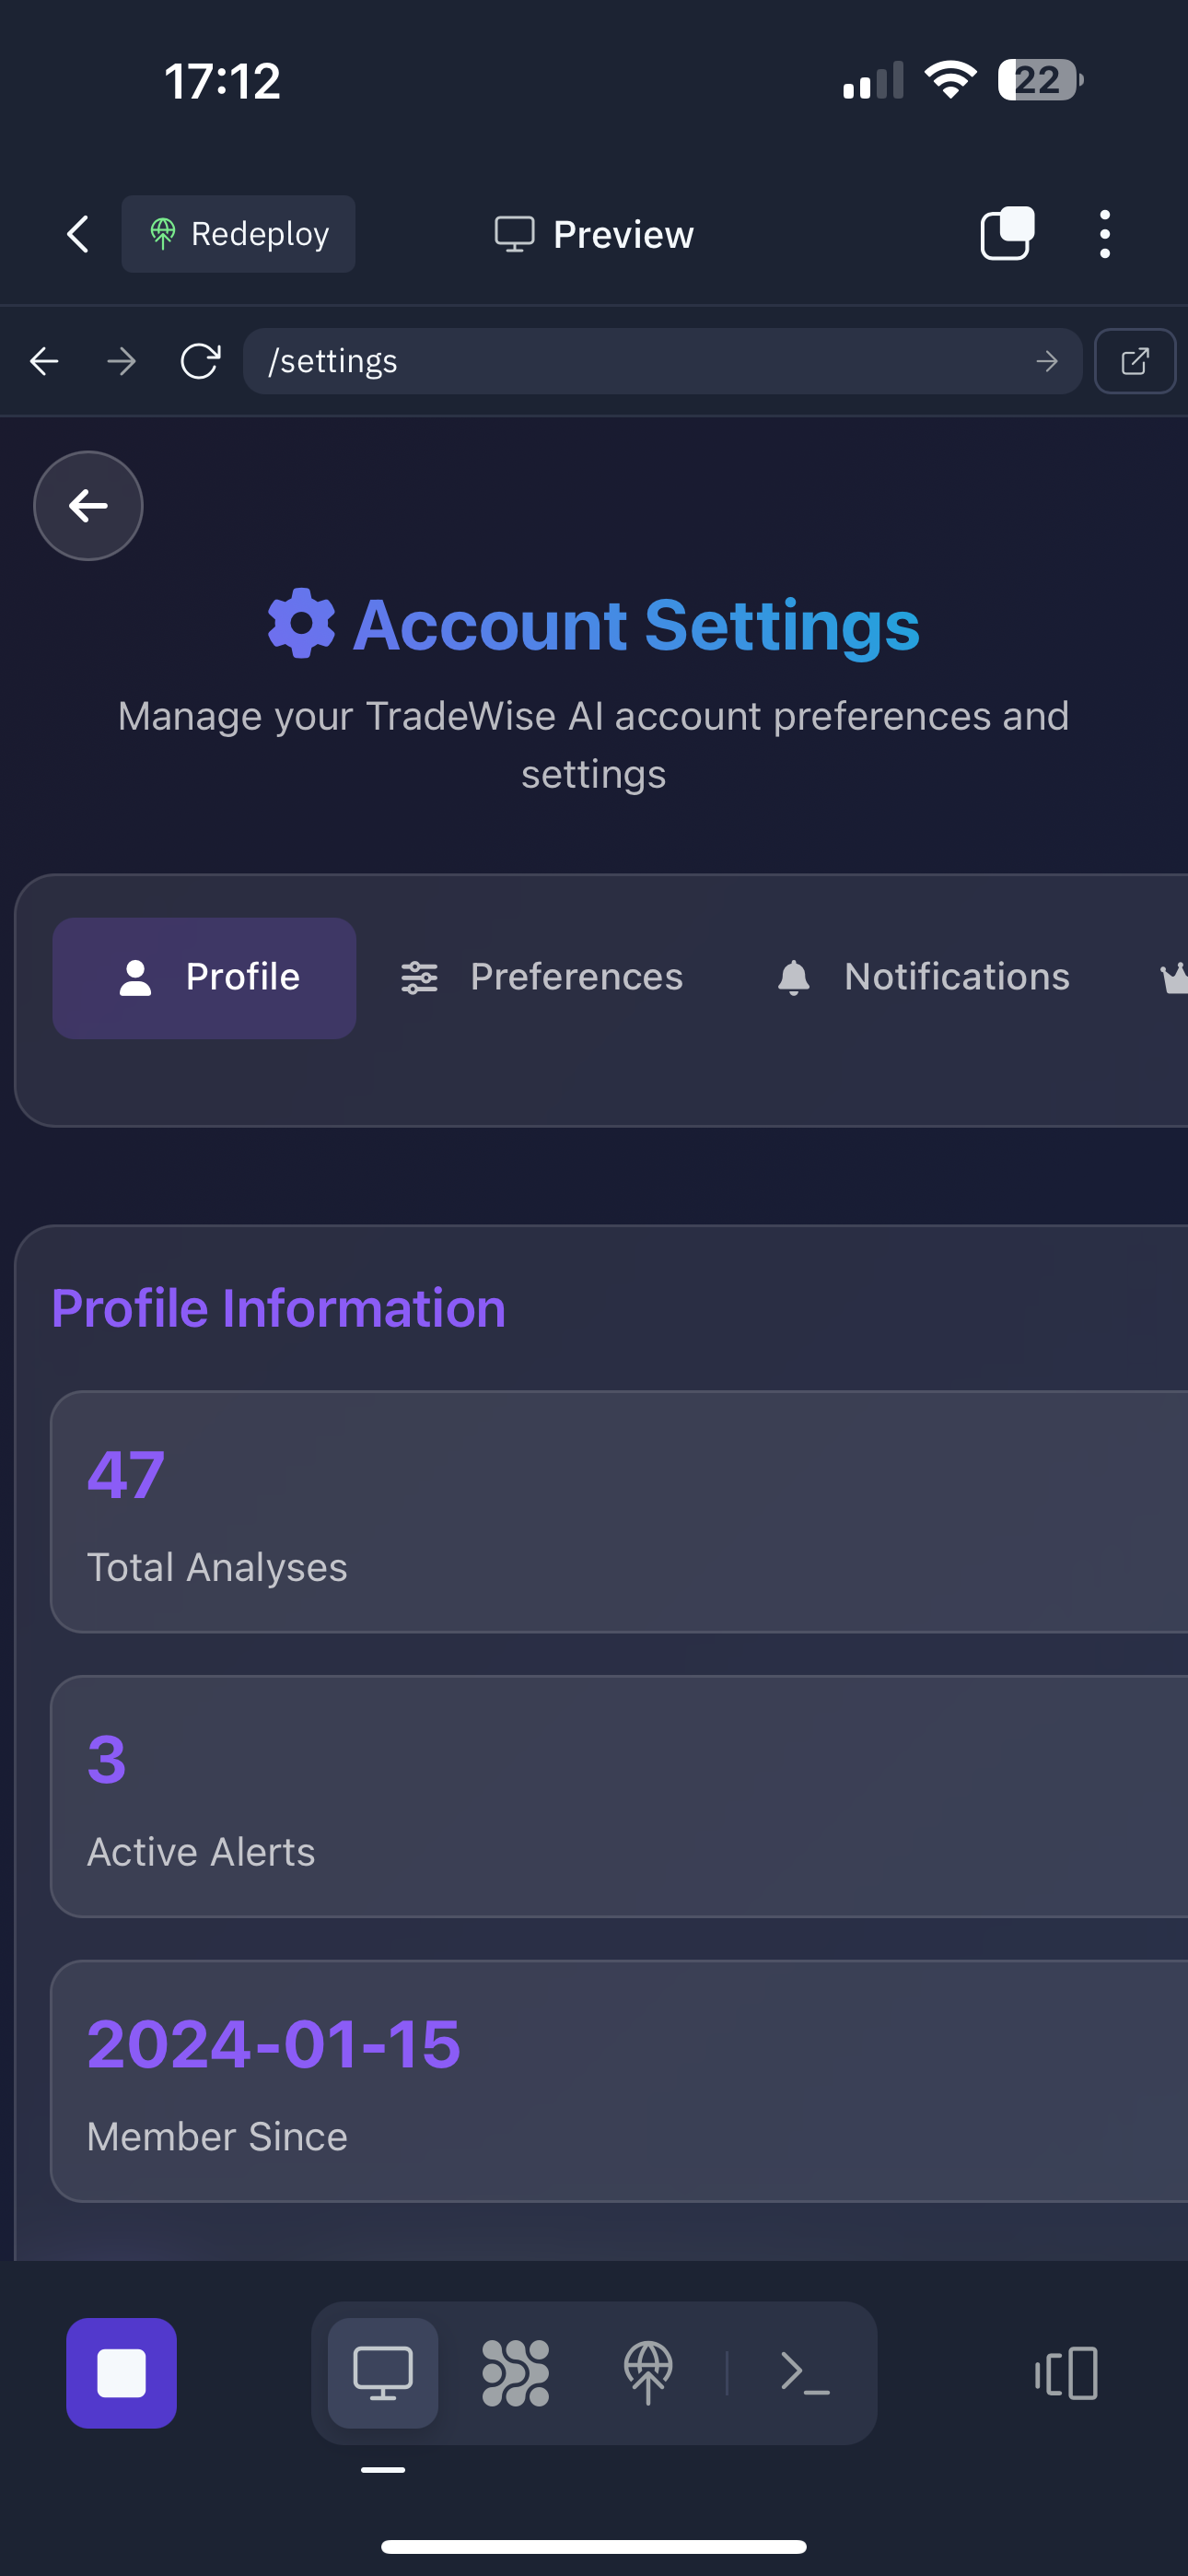 17:12
22
Redeploy
Preview
/settings
Account Settings
Manage your TradeWise AI account preferences and
settings
Profile
Preferences
Notifications
Profile Information
47
Total Analyses
3
Active Alerts
2024-01-15
Member Since